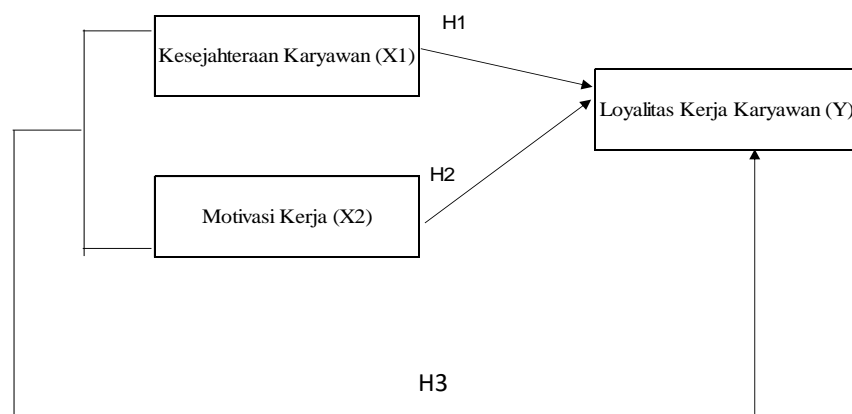 H1
Kesejahteraan Karyawan (X1)
Loyalitas Kerja Karyawan (Y)
H2
Motivasi Kerja (X2)
H3